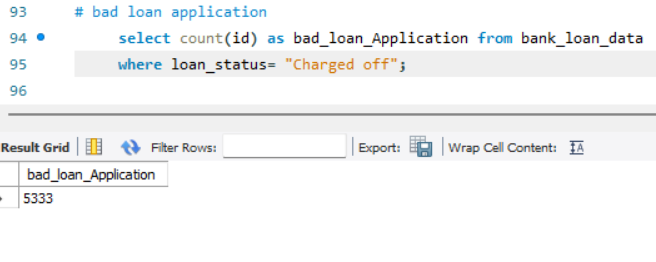 93 # bad loan application
94 select count(id) as bad_loan_Application from bank_loan_data
95 where loan_status= "Charged off";
96
Result Grid Filter Rows: Export: Wrap Cell Content:
bad_loan_Application
5333